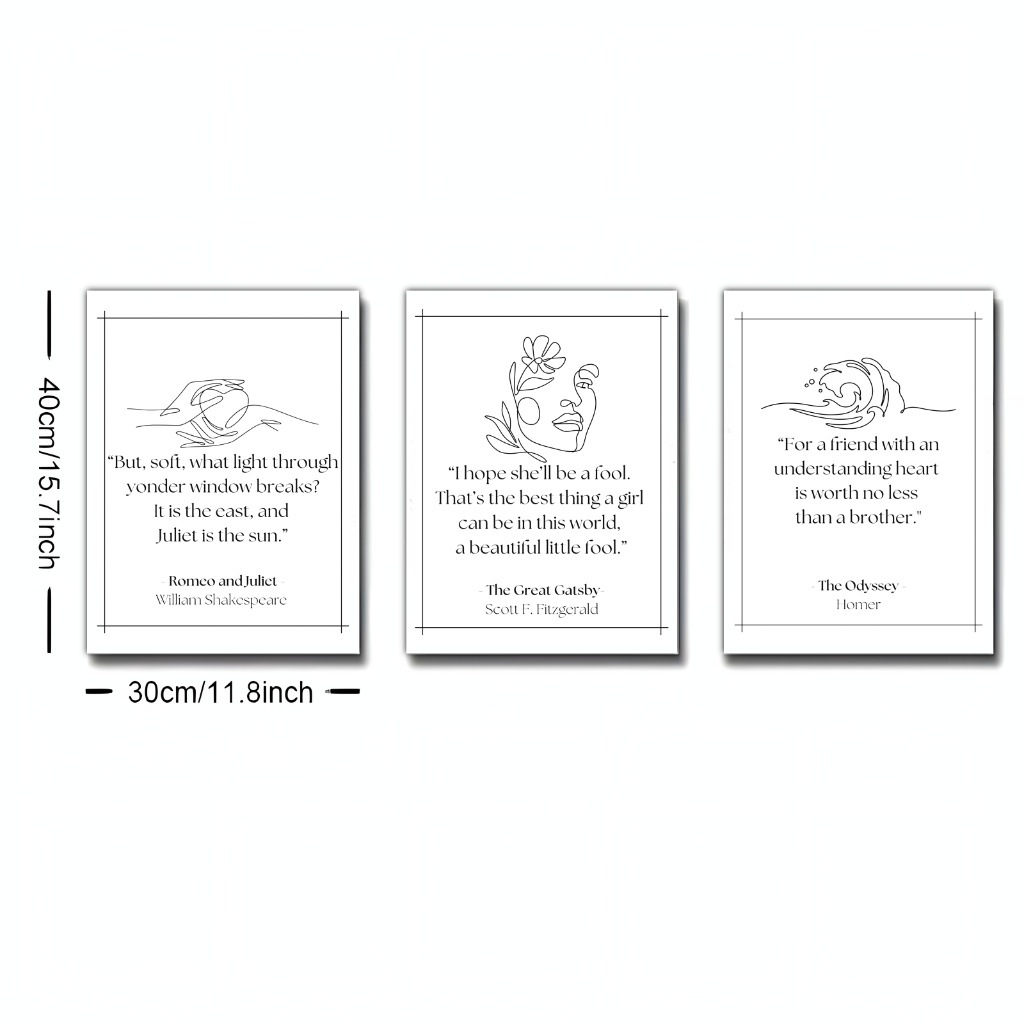 40cm/15.7inch
“But, soft, what light through
yonder window breaks?
It is the east, and
Juliet is the sun.”
- Romeo and Juliet -
William Shakespeare
“I hope she'll be a fool.
That's the best thing a girl
can be in this world,
a beautiful little fool.”
- The Great Gatsby-
Scott F. Fitzgerald
“For a friend with an
understanding heart
is worth no less
than a brother."
- The Odyssey -
Homer
30cm/11.8inch